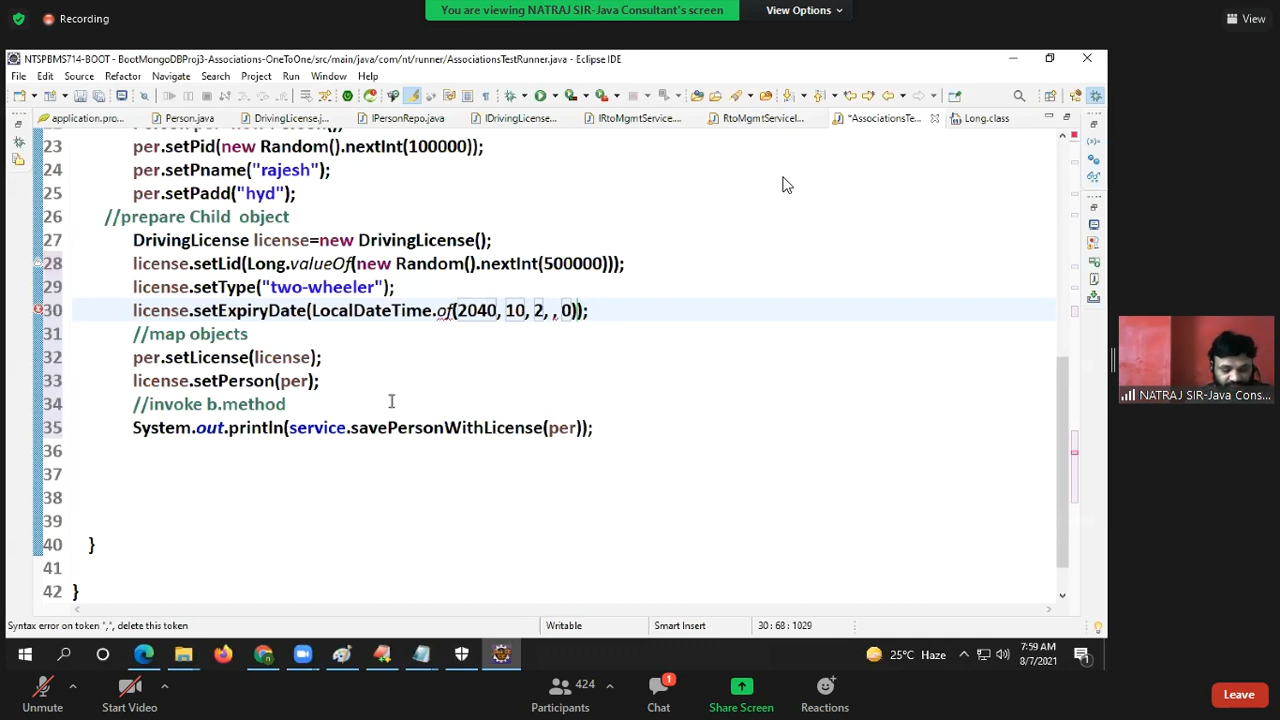 You are viewing NATRAJ SIR-Java Consultant's screen
View Options
Recording
View
NTSPBMS714-BOOT - BootMongoDBProj3-Associations-OneToOne/src/main/java/com/nt/runner/AssociationsTestRunner.java - Eclipse IDE
File Edit Source Refactor Navigate Search Project Run Window Help
application.pro... Person.java DrivingLicense.j... IPersonRepo.java IDrivingLicense... IRtoMgmtService.... RtoMgmtServiceI... *AssociationsTe... Long.class
23 per.setPid(new Random().nextInt(100000));
24 per.setPname("rajesh");
25 per.setPadd("hyd");
26 //prepare Child object
27 DrivingLicense license=new DrivingLicense();
28 license.setLid(Long.valueOf(new Random().nextInt(500000)));
29 license.setType("two-wheeler");
30 license.setExpiryDate(LocalDateTime.of(2040, 10, 2, , 0));
31 //map objects
32 per.setLicense(license);
33 license.setPerson(per);
34 //invoke b.method
35 System.out.println(service.savePersonWithLicense(per));
36
37
38
39
40 }
41
42 }
NATRAJ SIR-Java Cons...
Syntax error on token ",", delete this token Writable Smart Insert 30 : 68 : 1029
25°C Haze
7:59 AM
8/7/2021
1
Unmute Start Video Participants 424 Chat 1 Share Screen Reactions Leave